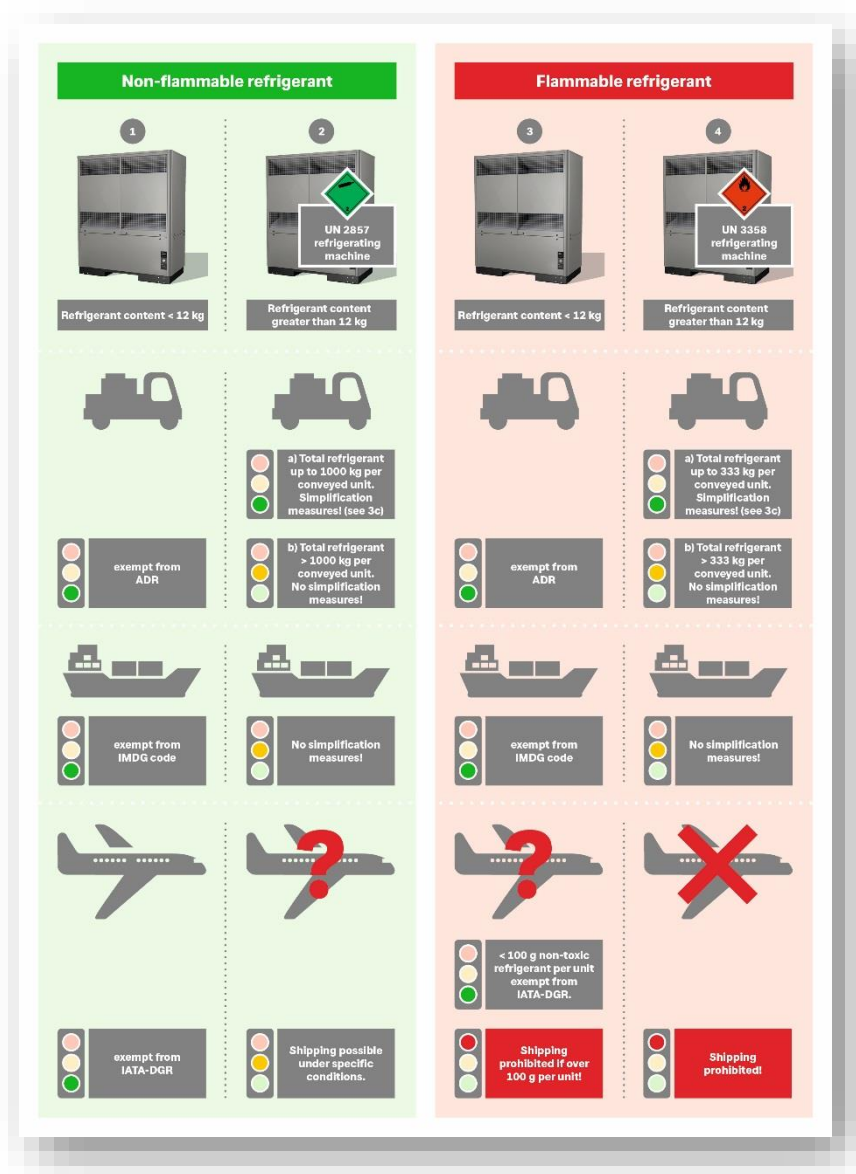 Non-flammable refrigerant
Flammable refrigerant
1
2
3
4
UN 2857
refrigerating
machine
UN 3358
refrigerating
machine
Refrigerant content < 12 kg
Refrigerant content
greater than 12 kg
Refrigerant content < 12 kg
Refrigerant content
greater than 12 kg
a) Total refrigerant
up to 1000 kg per
conveyed unit.
Simplification
measures! (see 3c)
a) Total refrigerant
up to 333 kg per
conveyed unit.
Simplification
measures! (see 3c)
exempt from
ADR
b) Total refrigerant
> 1000 kg per
conveyed unit.
No simplification
measures!
exempt from
ADR
b) Total refrigerant
> 333 kg per
conveyed unit.
No simplification
measures!
exempt from
IMDG code
No simplification
measures!
exempt from
IMDG code
No simplification
measures!
?
?
< 100 g non-toxic
refrigerant per unit
exempt from
IATA-DGR.
exempt from
IATA-DGR
Shipping possible
under specific
conditions.
Shipping
prohibited if over
100 g per unit!
Shipping
prohibited!